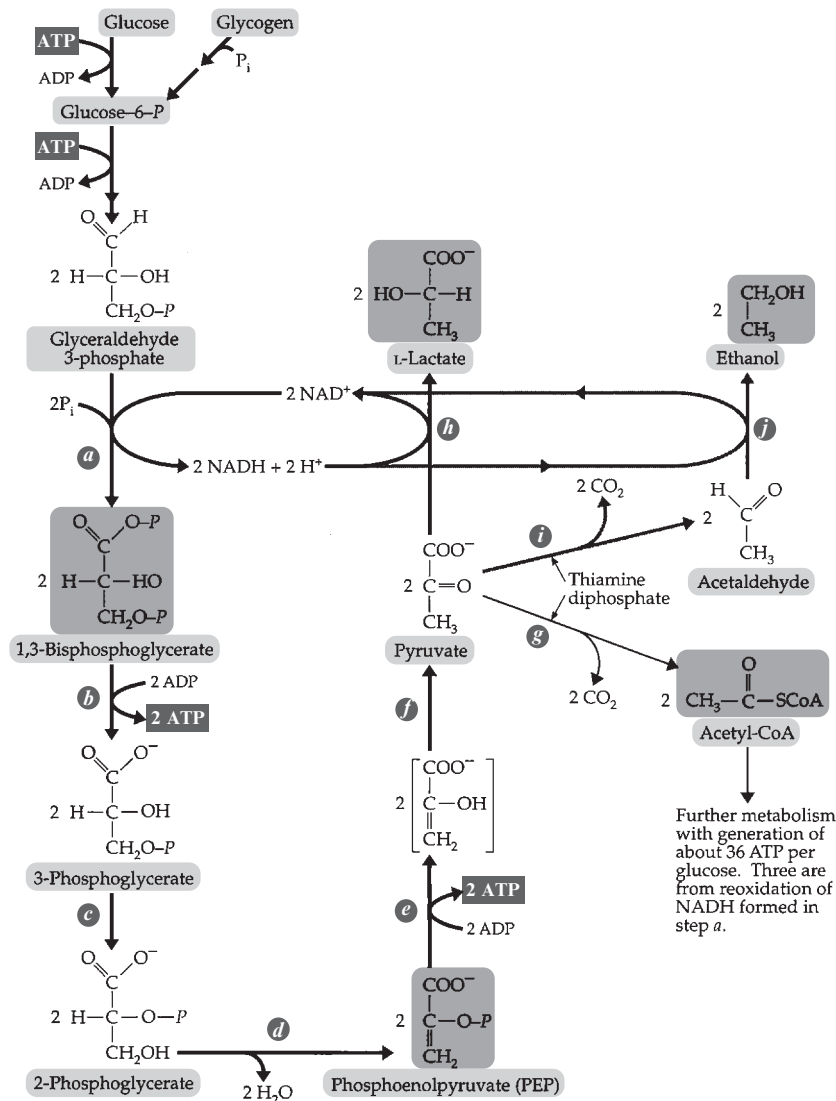 Glucose
Glycogen
ATP
ADP
Pi
Glucose–6–P
ATP
ADP
O H
C
2 H—C—OH
CH2O–P
Glyceraldehyde
3-phosphate
2Pi
a
2 NAD+
2 NADH + 2 H+
COO−
2 HO—C—H
CH3
L-Lactate
h
2 CH2OH
CH3
Ethanol
j
O O–P
C
2 H—C—HO
CH2O–P
1,3-Bisphosphoglycerate
b
2 ADP
2 ATP
O O−
C
2 H—C—OH
CH2O–P
3-Phosphoglycerate
c
O O−
C
2 H—C—O—P
CH2OH
2-Phosphoglycerate
d
2 H2O
COO−
2 C—O–P
CH2
Phosphoenolpyruvate (PEP)
e
2 ATP
2 ADP
COO−
2 C—OH
CH2
f
COO−
2 C=O
CH3
Pyruvate
2 CO2
i
Thiamine
diphosphate
g
2 CO2
H O
2 C
CH3
Acetaldehyde
O
2 CH3—C—SCoA
Acetyl-CoA
Further metabolism
with generation of
about 36 ATP per
glucose. Three are
from reoxidation of
NADH formed in
step a.